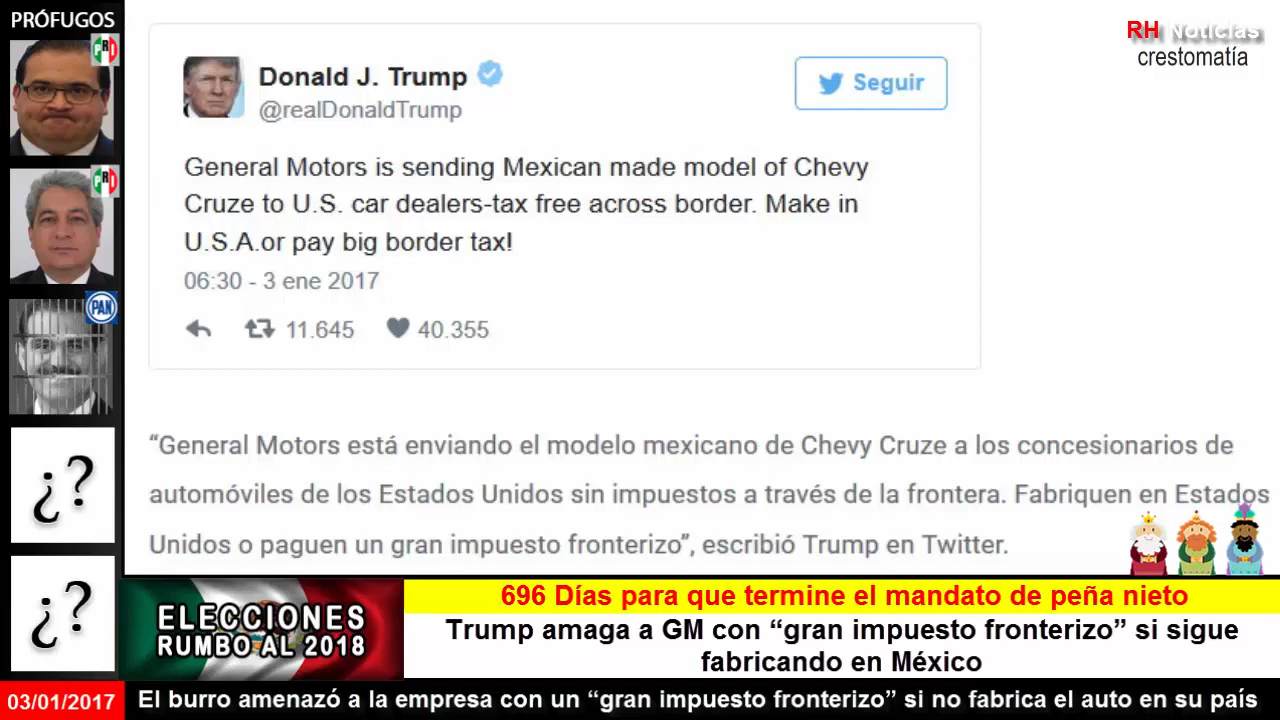 PRÓFUGOS
PRI
PRI
PAN
¿?
¿?
RH Noticias
crestomatía
Donald J. Trump
@realDonaldTrump
Seguir
General Motors is sending Mexican made model of Chevy
Cruze to U.S. car dealers-tax free across border. Make in
U.S.A.or pay big border tax!
06:30 - 3 ene 2017
11.645 40.355
“General Motors está enviando el modelo mexicano de Chevy Cruze a los concesionarios de
automóviles de los Estados Unidos sin impuestos a través de la frontera. Fabriquen en Estados
Unidos o paguen un gran impuesto fronterizo”, escribió Trump en Twitter.
ELECCIONES
RUMBO AL 2018
696 Días para que termine el mandato de peña nieto
Trump amaga a GM con “gran impuesto fronterizo” si sigue
fabricando en México
03/01/2017 El burro amenazó a la empresa con un “gran impuesto fronterizo” si no fabrica el auto en su país